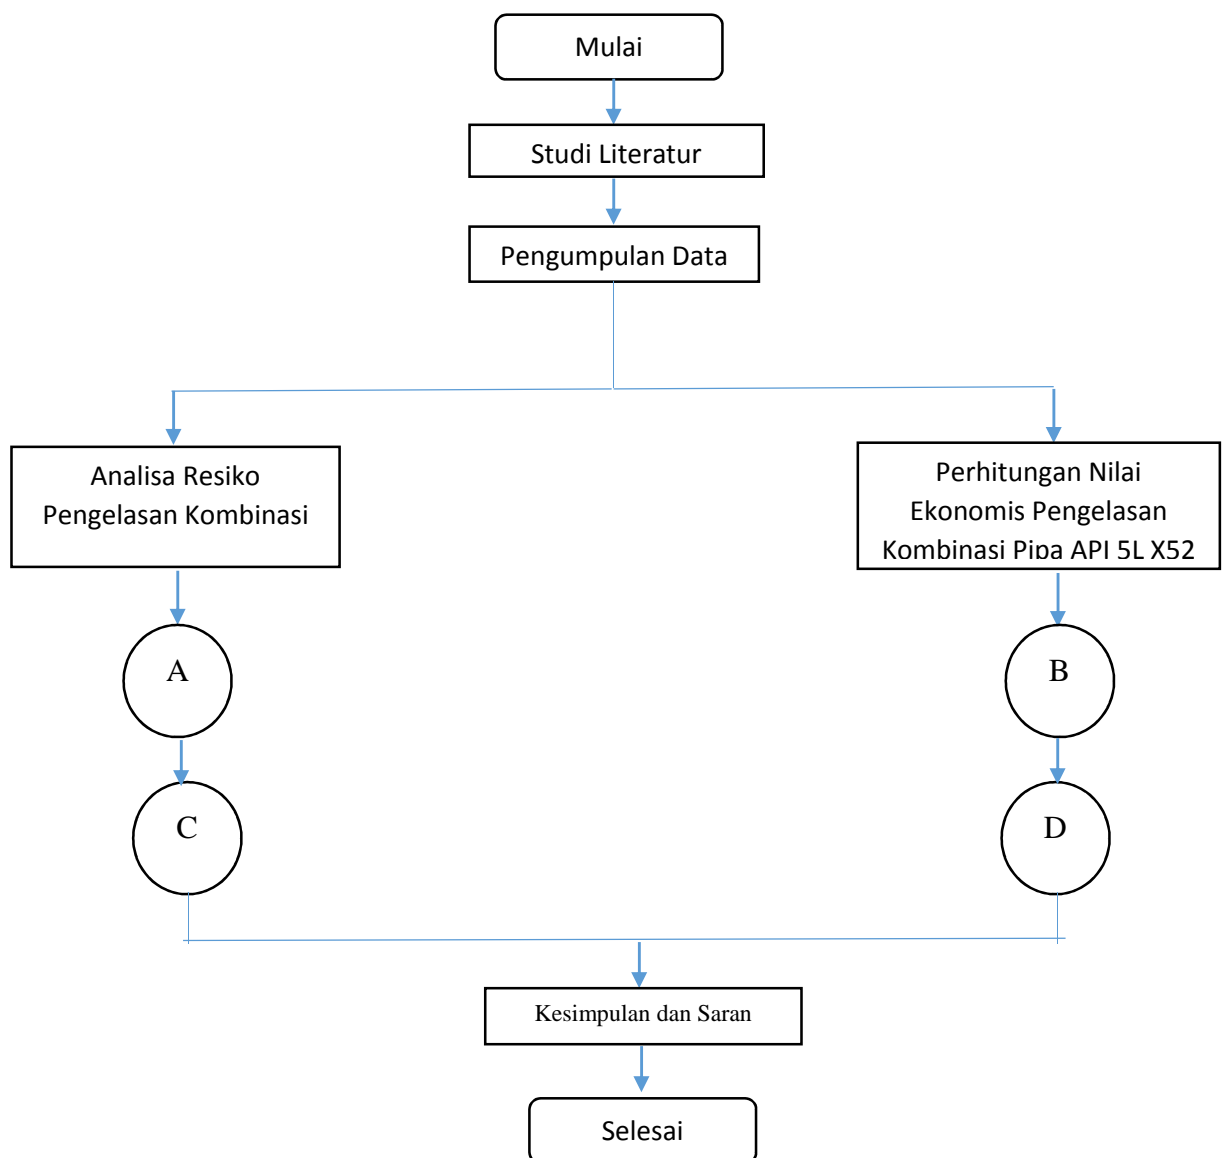 Mulai
Studi Literatur
Pengumpulan Data
Analisa Resiko
Pengelasan Kombinasi
Perhitungan Nilai
Ekonomis Pengelasan
Kombinasi Pipa API 5L X52
A
B
C
D
Kesimpulan dan Saran
Selesai